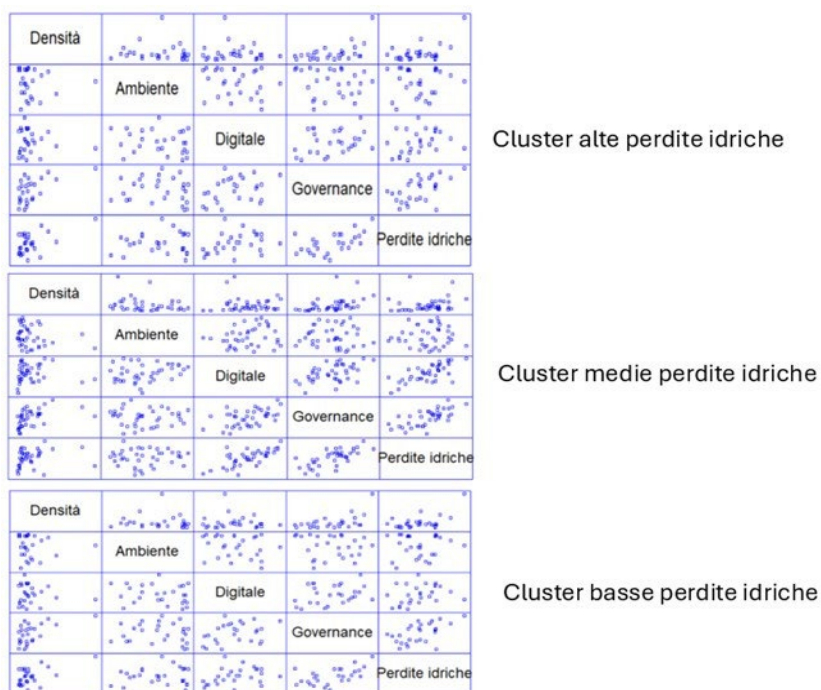 Densità
Ambiente
Digitale
Governance
Perdite idriche
Cluster alte perdite idriche
Densità
Ambiente
Digitale
Governance
Perdite idriche
Cluster medie perdite idriche
Densità
Ambiente
Digitale
Governance
Perdite idriche
Cluster basse perdite idriche